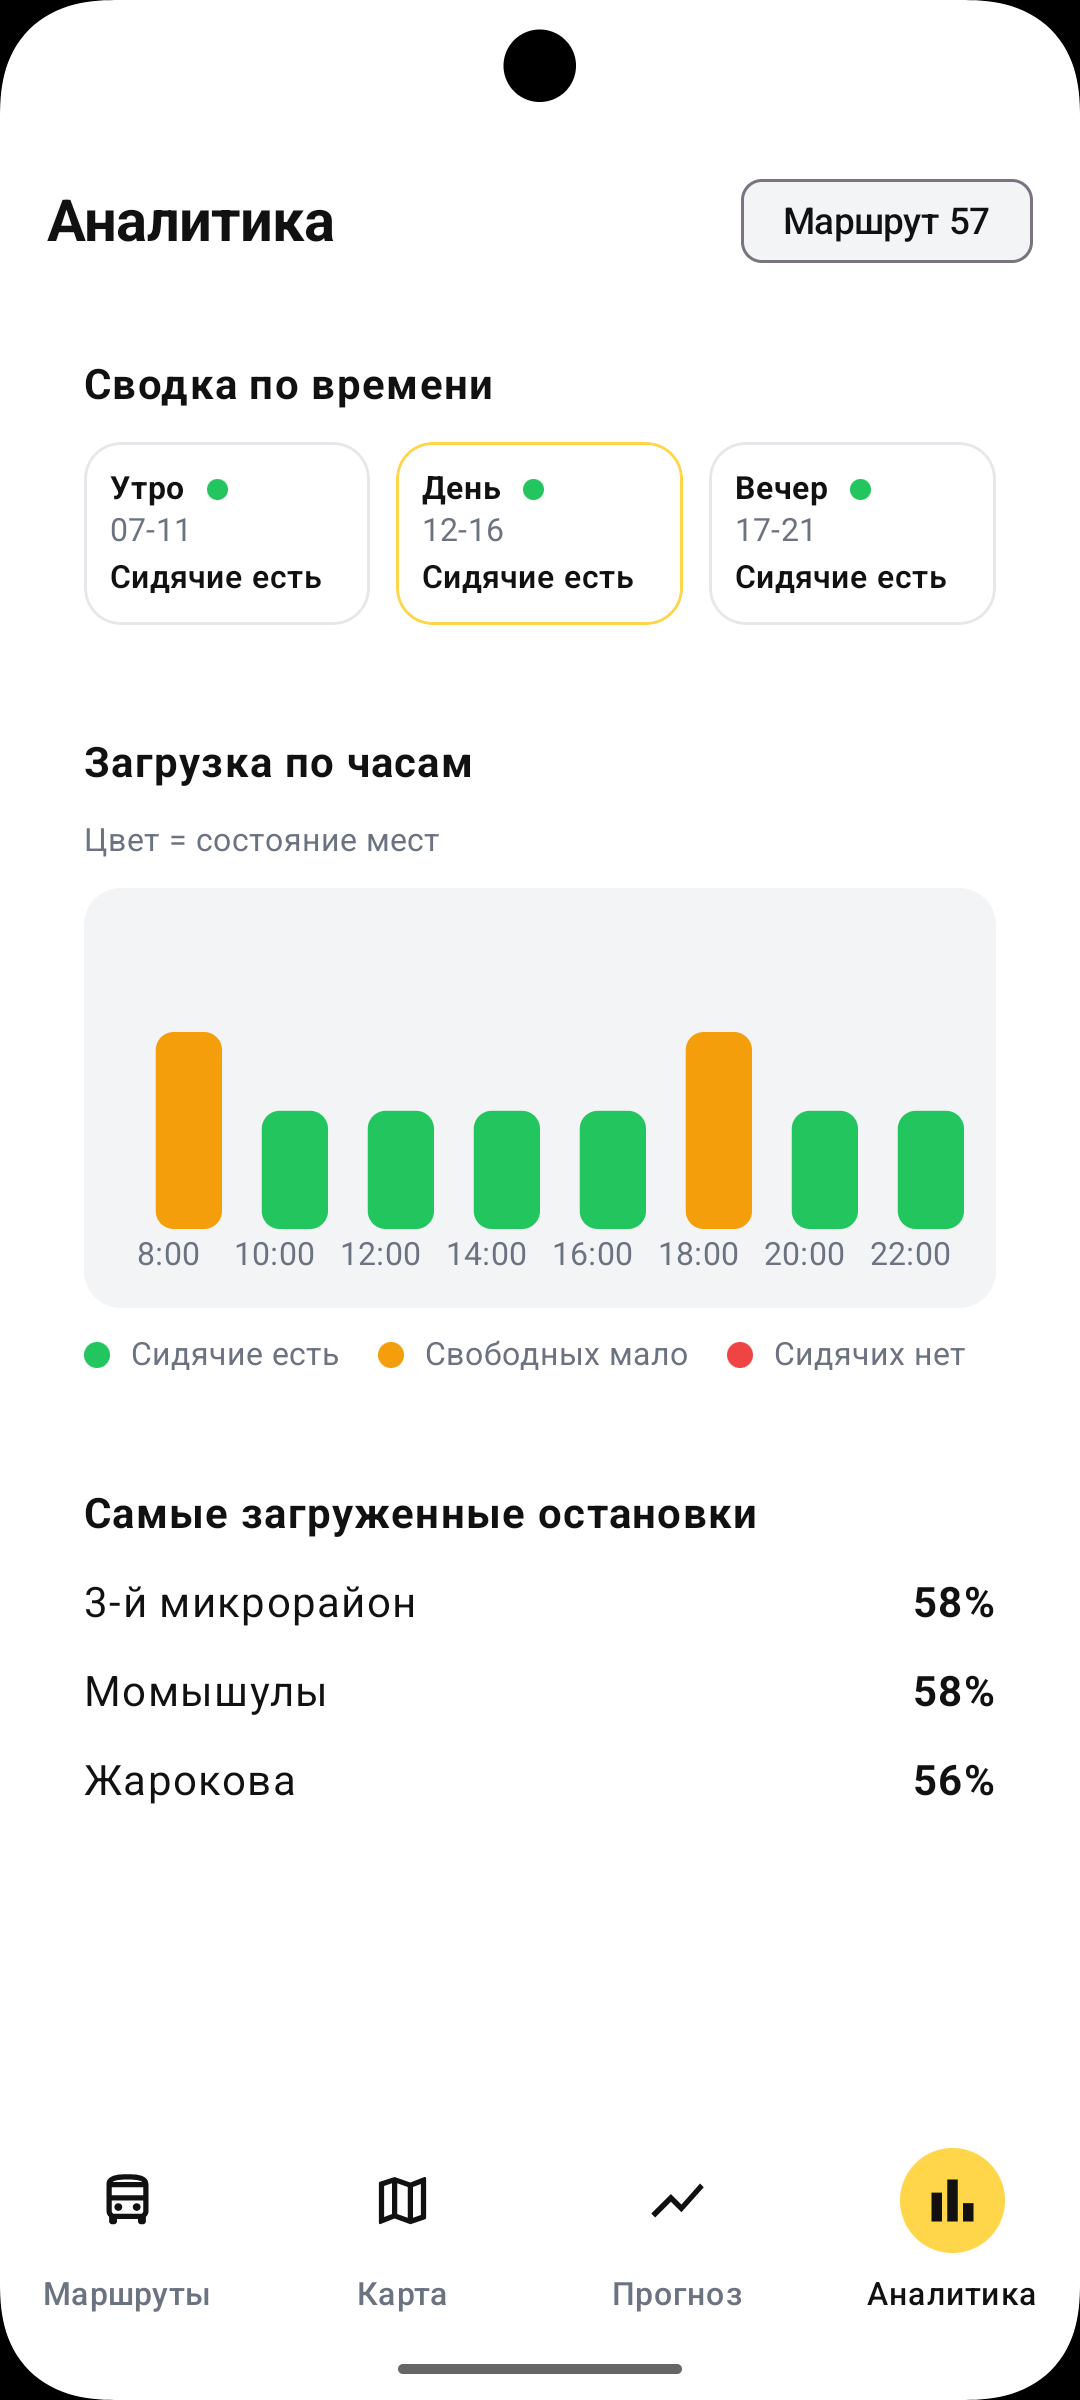 Аналитика
Маршрут 57
Сводка по времени
Утро
07-11
Сидячие есть
День
12-16
Сидячие есть
Вечер
17-21
Сидячие есть
Загрузка по часам
Цвет = состояние мест
8:00 10:00 12:00 14:00 16:00 18:00 20:00 22:00
Сидячие есть Свободных мало Сидячих нет
Самые загруженные остановки
3-й микрорайон 58%
Момышулы 58%
Жарокова 56%
Маршруты Карта Прогноз Аналитика